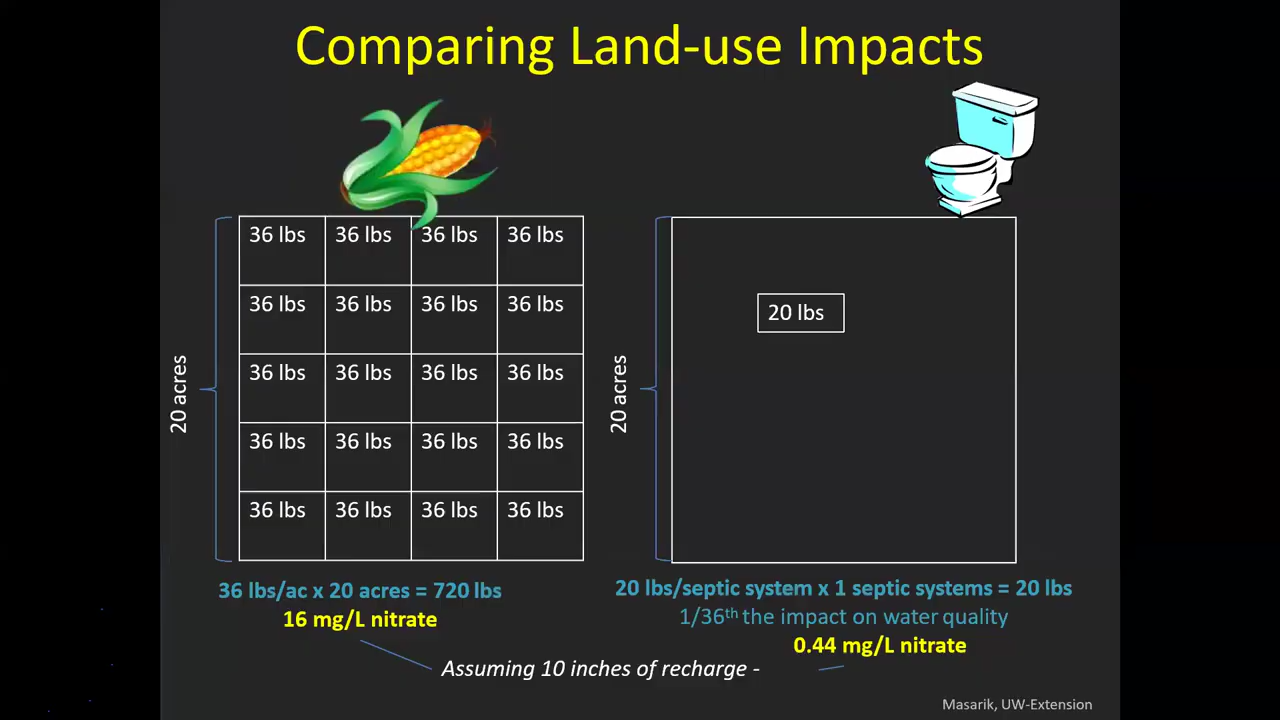 Comparing Land-use Impacts
36 lbs 36 lbs 36 lbs 36 lbs
36 lbs 36 lbs 36 lbs 36 lbs
36 lbs 36 lbs 36 lbs 36 lbs
36 lbs 36 lbs 36 lbs 36 lbs
36 lbs 36 lbs 36 lbs 36 lbs
20 acres
36 lbs/ac x 20 acres = 720 lbs
16 mg/L nitrate
20 lbs
20 acres
20 lbs/septic system x 1 septic systems = 20 lbs
1/36th the impact on water quality
0.44 mg/L nitrate
Assuming 10 inches of recharge -
Masarik, UW-Extension